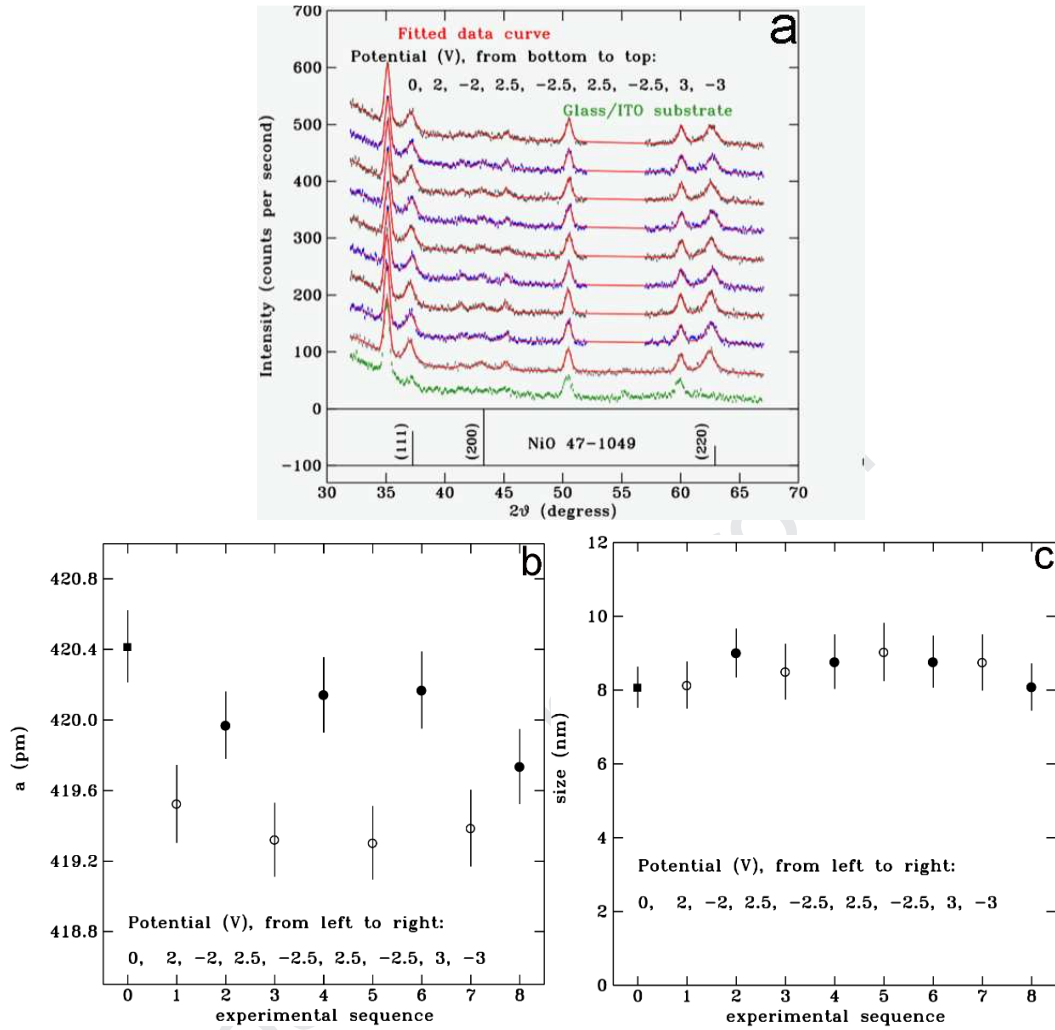 a
Fitted data curve
Potential (V), from bottom to top:
0, 2, −2, 2.5, −2.5, 2.5, −2.5, 3, −3
Glass/ITO substrate
700
600
500
400
300
200
100
0
−100
Intensity (counts per second)
(111)
(200)
NiO 47−1049
(220)
30 35 40 45 50 55 60 65 70
2ϑ (degrees)
b
420.8
420.4
420.0
419.6
419.2
418.8
a (pm)
Potential (V), from left to right:
0, 2, −2, 2.5, −2.5, 2.5, −2.5, 3, −3
0 1 2 3 4 5 6 7 8
experimental sequence
c
12
10
8
6
4
2
0
size (nm)
Potential (V), from left to right:
0, 2, −2, 2.5, −2.5, 2.5, −2.5, 3, −3
0 1 2 3 4 5 6 7 8
experimental sequence